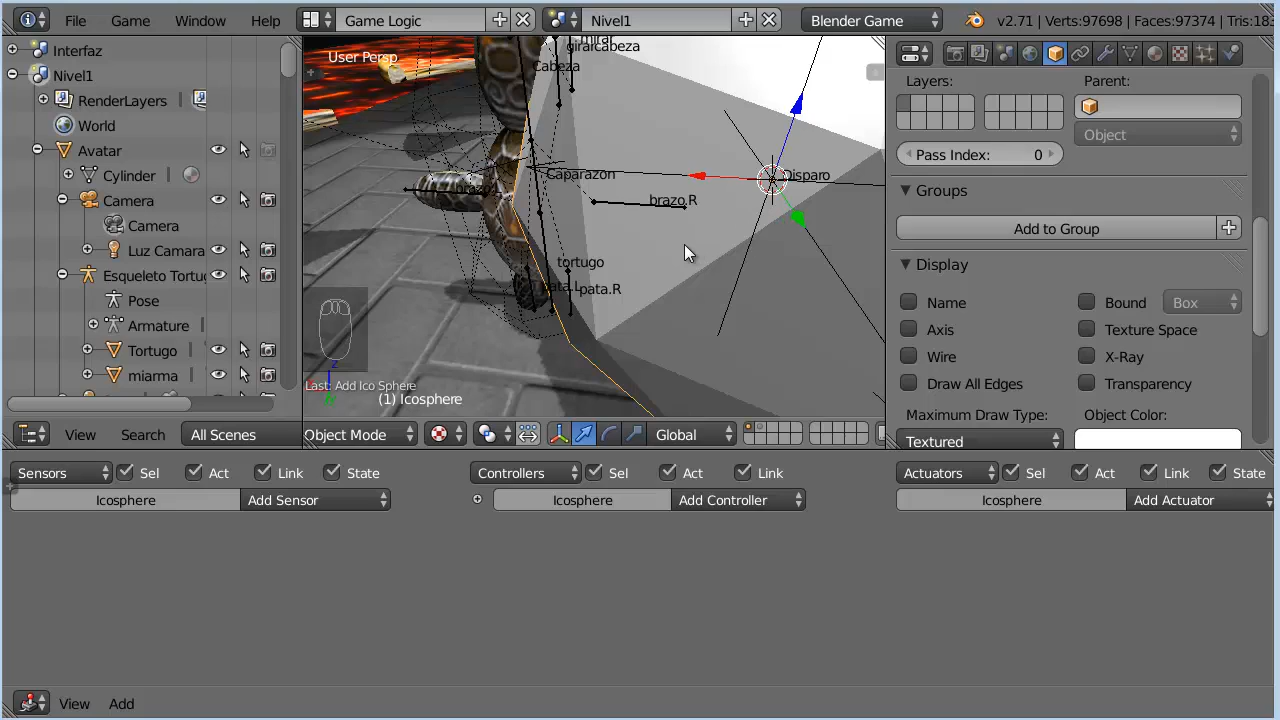 File Game Window Help Game Logic Nivel1 Blender Game v2.71 | Verts:97698 | Faces:97374 | Tris:18
Interfaz
Nivel1
RenderLayers
World
Avatar
Cylinder
Camera
Camera
Luz Camara
Esqueleto Tortug
Pose
Armature
Tortugo
miarma
View Search All Scenes
User Persp
mirar
girarcabeza
Cabeza
Caparazon
Disparo
brazo.R
tortugo
pata.L
pata.R
Last: Add Ico Sphere
(1) Icosphere
Object Mode Global
Layers: Parent:
Object
Pass Index: 0
Groups
Add to Group
Display
Name Bound Box
Axis Texture Space
Wire X-Ray
Draw All Edges Transparency
Maximum Draw Type: Object Color:
Textured
Sensors Sel Act Link State Controllers Sel Act Link Actuators Sel Act Link State
Icosphere Add Sensor Icosphere Add Controller Icosphere Add Actuator
View Add